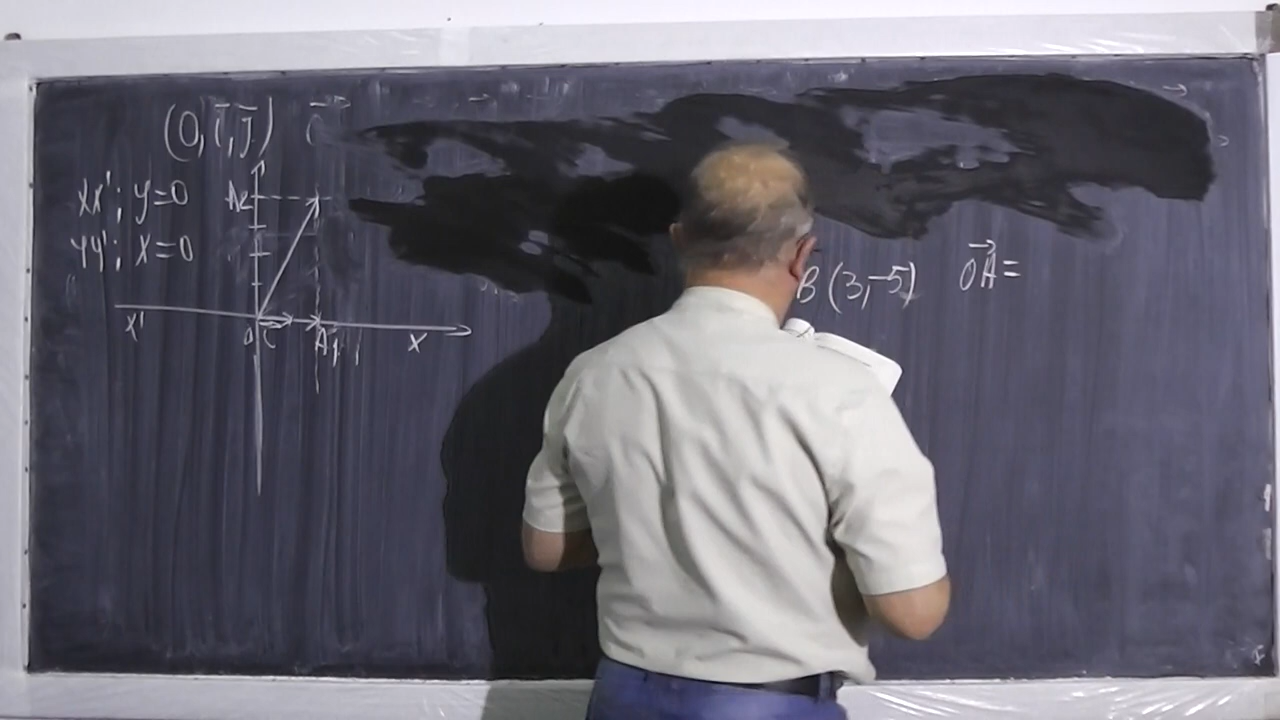 (O, i⃗, j⃗)
xx'; y=0
yy'; x=0
A₂
x' O i⃗ A₁ x
B (3,-5) OA⃗ =